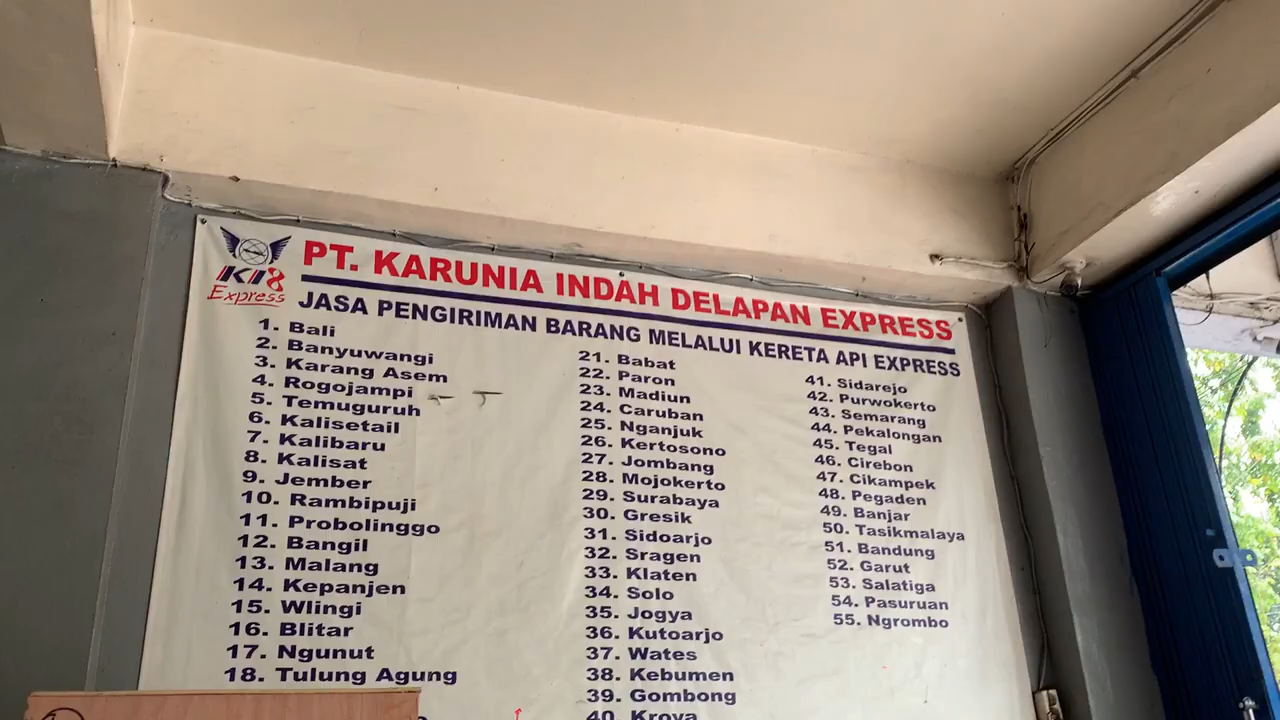 KI8
Express
PT. KARUNIA INDAH DELAPAN EXPRESS
JASA PENGIRIMAN BARANG MELALUI KERETA API EXPRESS
1. Bali
2. Banyuwangi
3. Karang Asem
4. Rogojampi
5. Temuguruh
6. Kalisetail
7. Kalibaru
8. Kalisat
9. Jember
10. Rambipuji
11. Probolinggo
12. Bangil
13. Malang
14. Kepanjen
15. Wlingi
16. Blitar
17. Ngunut
18. Tulung Agung
21. Babat
22. Paron
23. Madiun
24. Caruban
25. Nganjuk
26. Kertosono
27. Jombang
28. Mojokerto
29. Surabaya
30. Gresik
31. Sidoarjo
32. Sragen
33. Klaten
34. Solo
35. Jogya
36. Kutoarjo
37. Wates
38. Kebumen
39. Gombong
40. Kroya
41. Sidarejo
42. Purwokerto
43. Semarang
44. Pekalongan
45. Tegal
46. Cirebon
47. Cikampek
48. Pegaden
49. Banjar
50. Tasikmalaya
51. Bandung
52. Garut
53. Salatiga
54. Pasuruan
55. Ngrombo